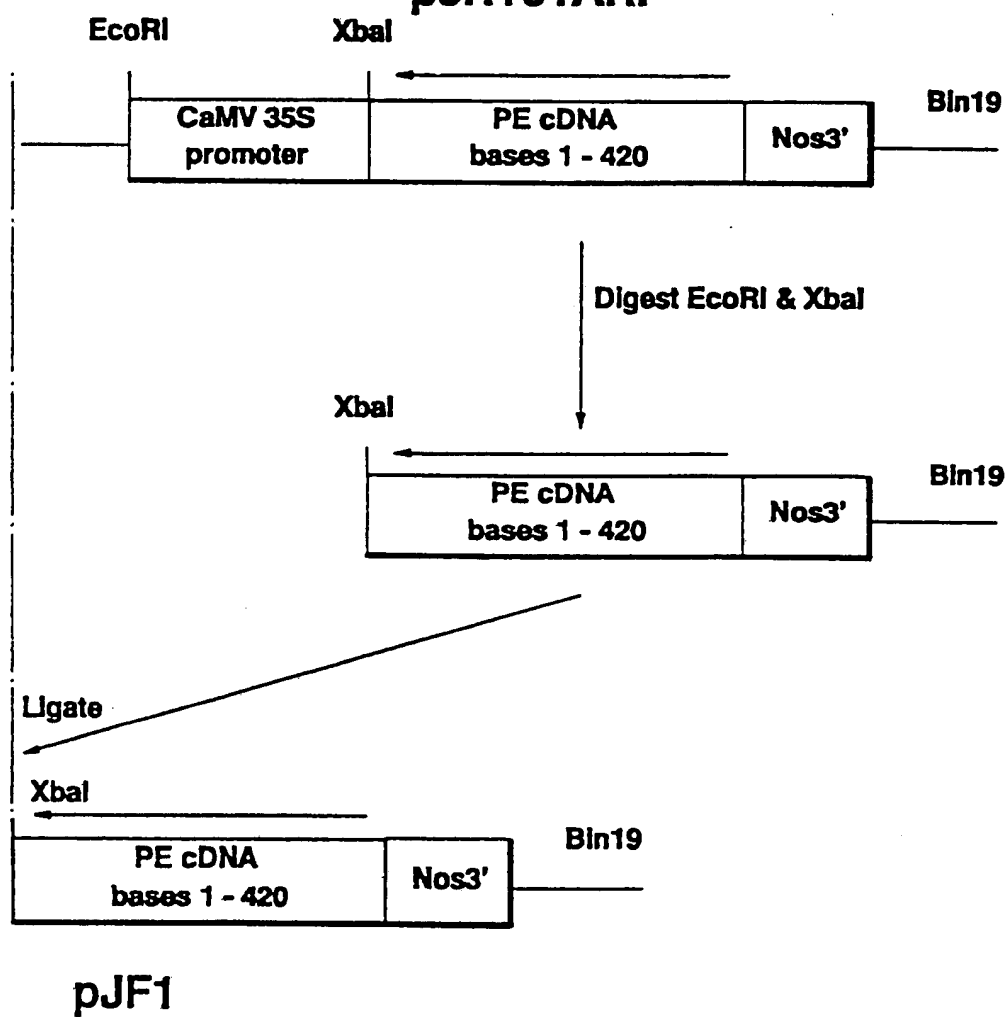 EcoRI XbaI
CaMV 35S
promoter
PE cDNA
bases 1 - 420
Nos3'
Bin19
Digest EcoRI & XbaI
XbaI
PE cDNA
bases 1 - 420
Nos3'
Bin19
Ligate
XbaI
PE cDNA
bases 1 - 420
Nos3'
Bin19
pJF1